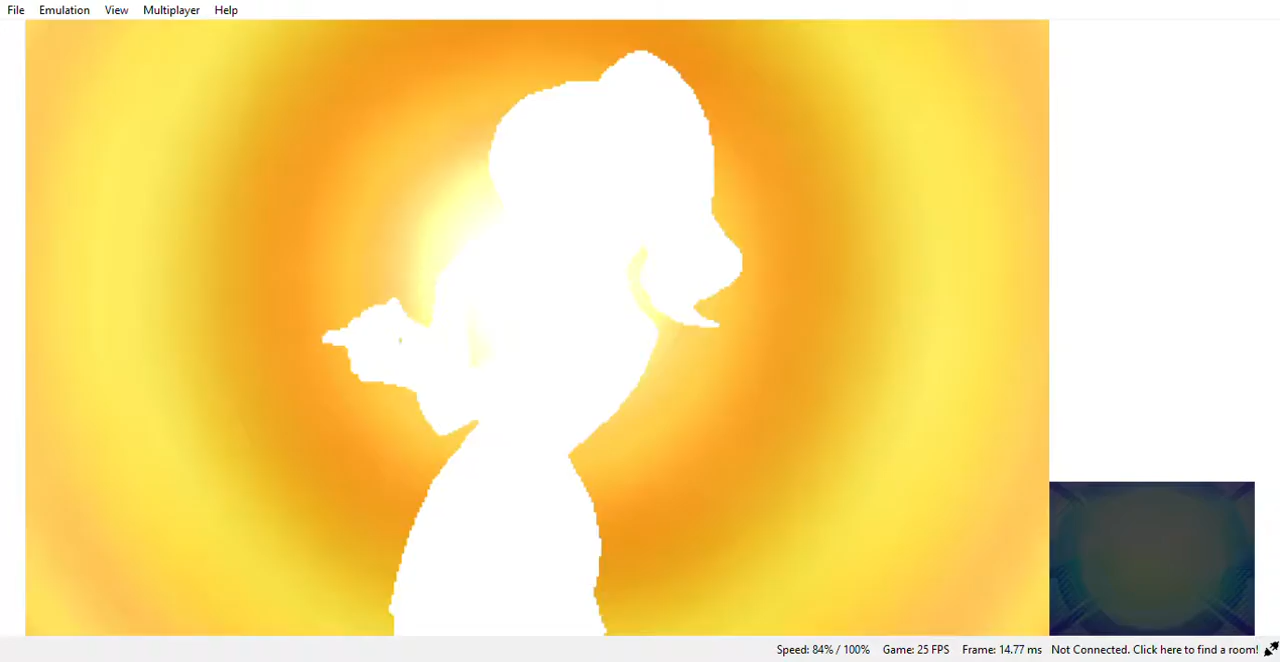 File Emulation View Multiplayer Help
Speed: 84% / 100% Game: 25 FPS Frame: 14.77 ms Not Connected. Click here to find a room!